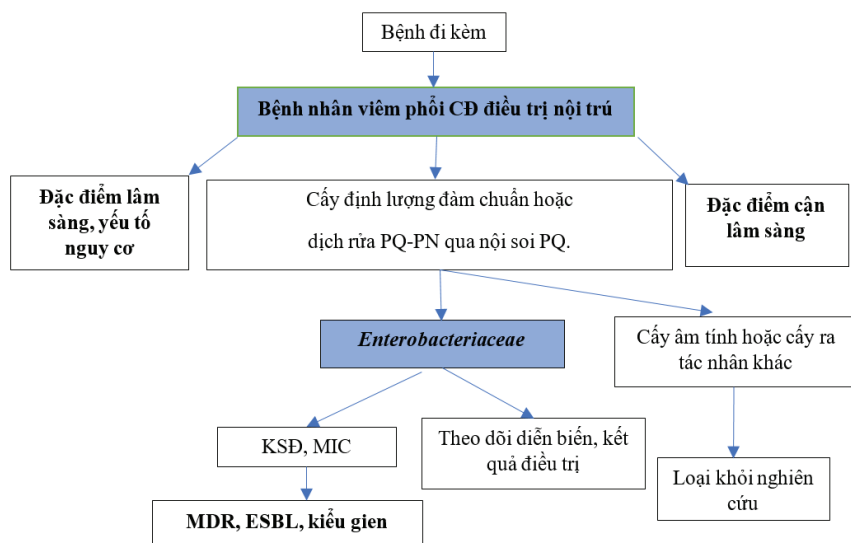 Bệnh đi kèm
Bệnh nhân viêm phổi CĐ điều trị nội trú
Đặc điểm lâm
sàng, yếu tố
nguy cơ
Cấy định lượng đàm chuẩn hoặc
dịch rửa PQ-PN qua nội soi PQ.
Đặc điểm cận
lâm sàng
Enterobacteriaceae
Cấy âm tính hoặc cấy ra
tác nhân khác
KSĐ, MIC
Theo dõi diễn biến, kết
quả điều trị
Loại khỏi nghiên
cứu
MDR, ESBL, kiểu gien